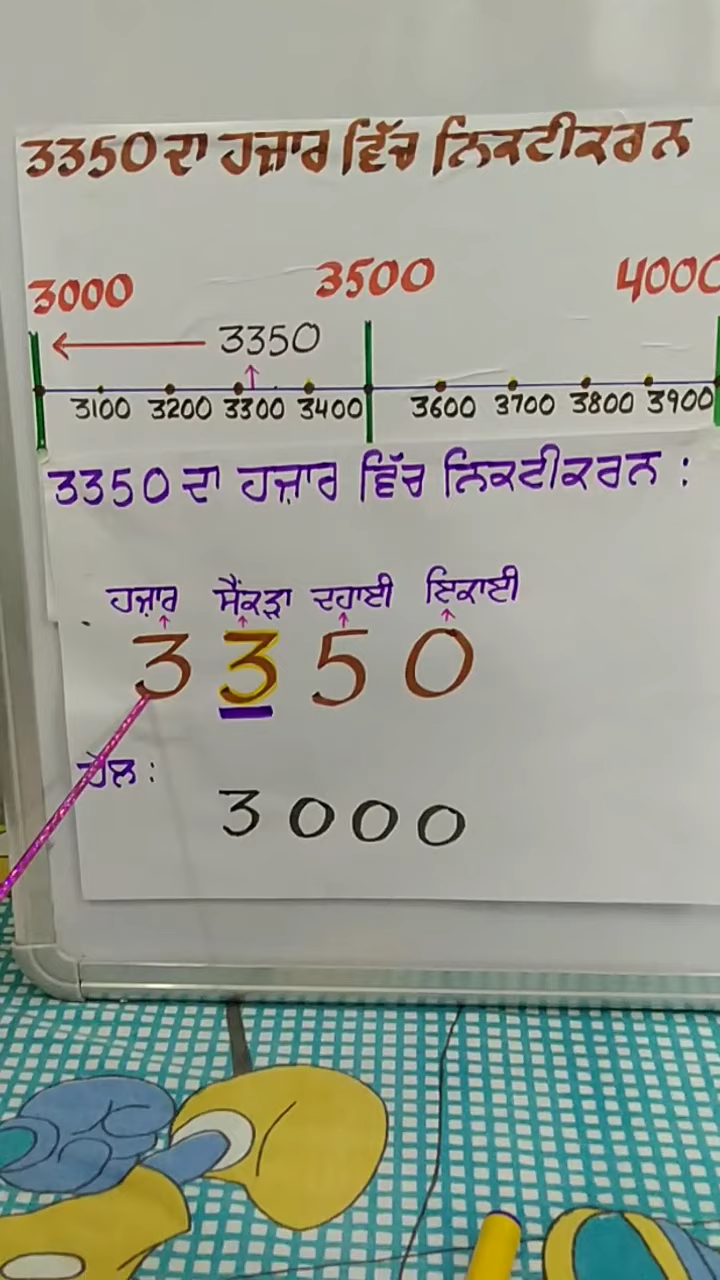 3350 ਦਾ ਹਜ਼ਾਰ ਵਿੱਚ ਨਿਕਟੀਕਰਨ
3000 3500 4000
3350
3100 3200 3300 3400 3600 3700 3800 3900
3350 ਦਾ ਹਜ਼ਾਰ ਵਿੱਚ ਨਿਕਟੀਕਰਨ :
ਹਜ਼ਾਰ ਸੈਂਕੜਾ ਦਹਾਈ ਇਕਾਈ
3 3 5 0
ਹੱਲ :
3000